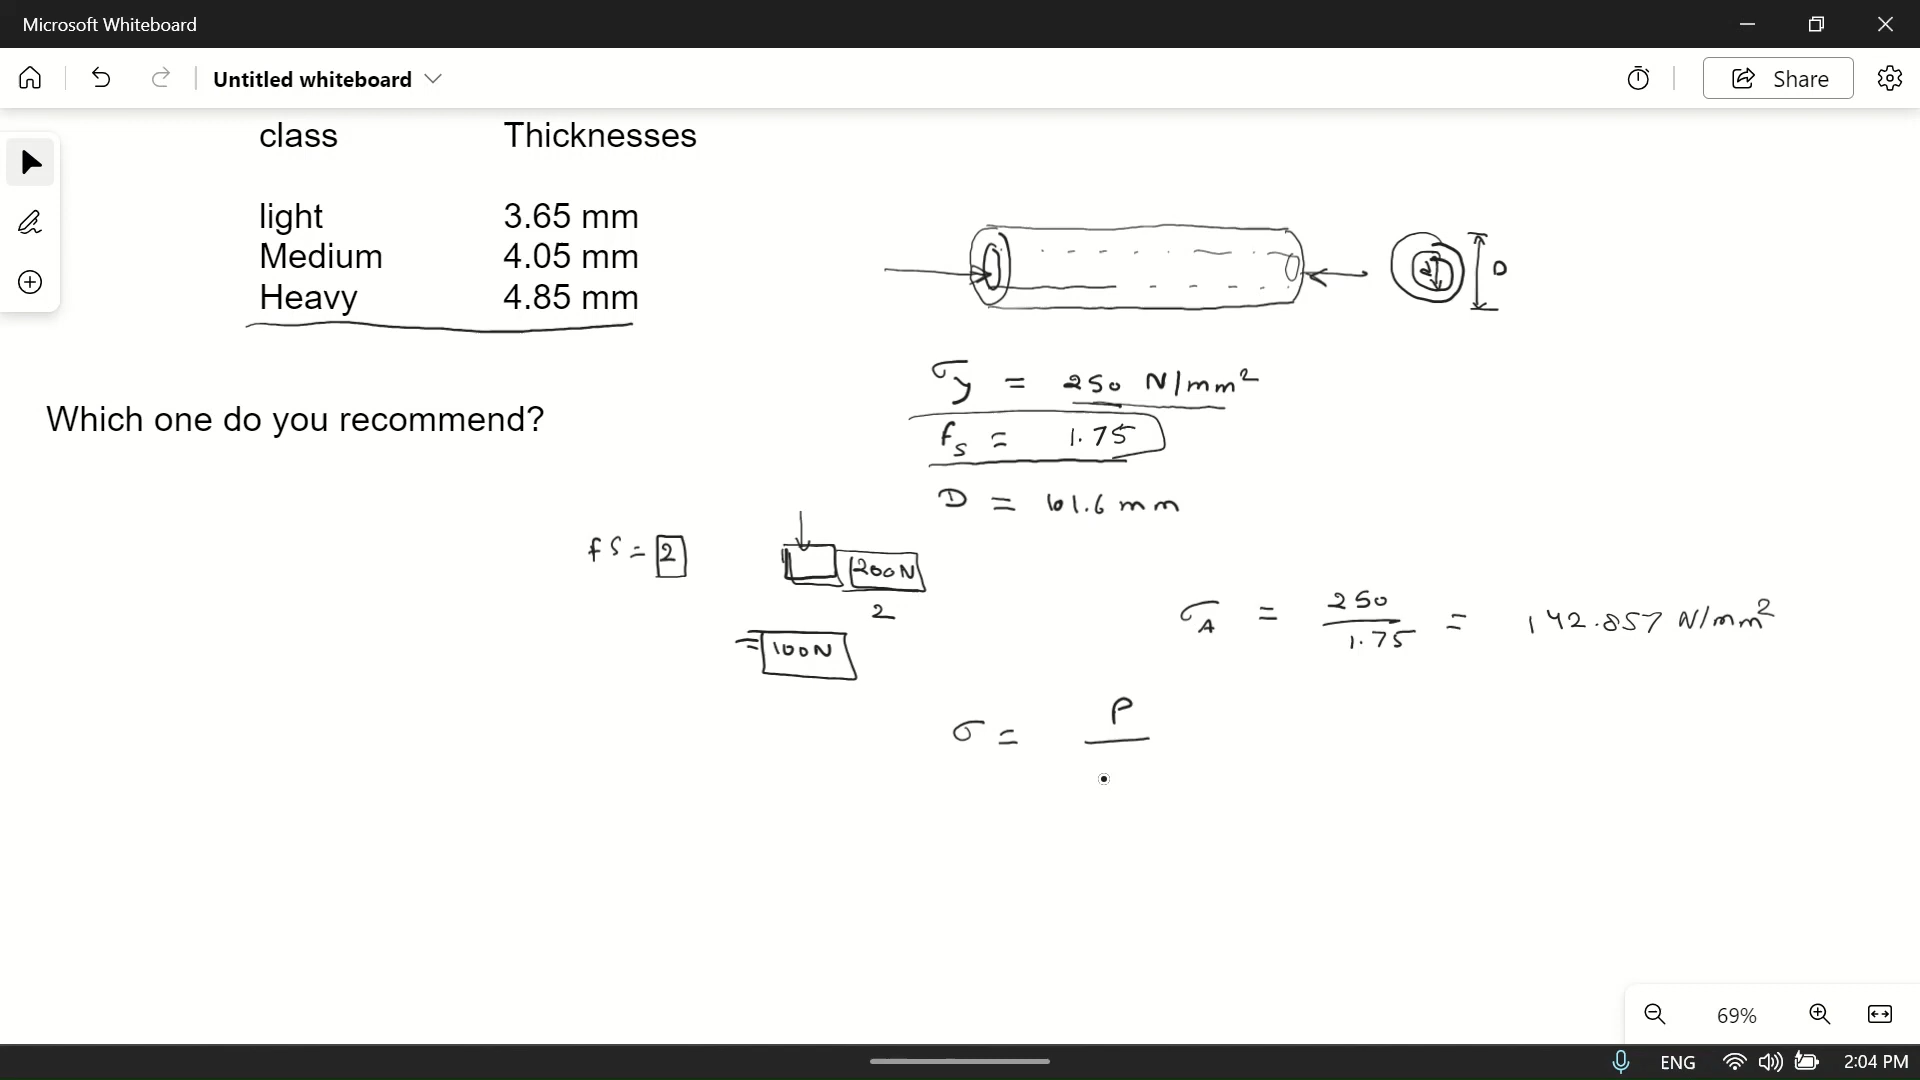 Microsoft Whiteboard
Untitled whiteboard
Share
class Thicknesses
light 3.65 mm
Medium 4.05 mm
Heavy 4.85 mm
Which one do you recommend?
d D
σy = 250 N/mm²
fs = 1.75
D = 101.6 mm
fs = 2
200N
2
= 100N
σA = 250
1.75
= 142.857 N/mm²
σ = P
69%
ENG 2:04 PM